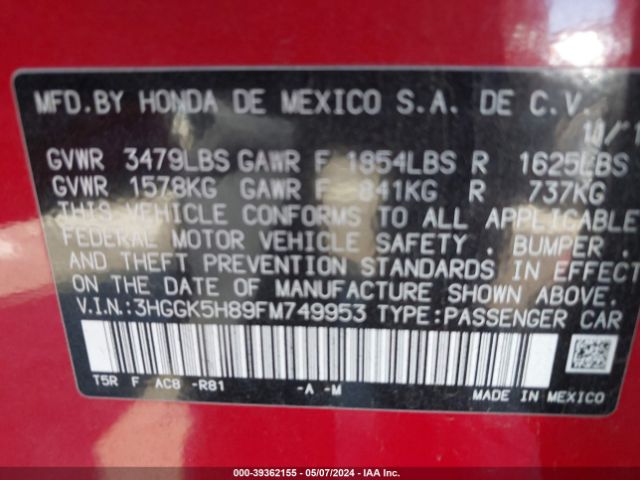 MFD.BY HONDA DE MEXICO S.A. DE C.V.
10/1
GVWR 3479LBS GAWR F 1854LBS R 1625LBS
GVWR 1578KG GAWR F 841KG R 737KG
THIS VEHICLE CONFORMS TO ALL APPLICABLE
FEDERAL MOTOR VEHICLE SAFETY , BUMPER ,
AND THEFT PREVENTION STANDARDS IN EFFECT
ON THE DATE OF MANUFACTURE SHOWN ABOVE.
V.I.N.:3HGGK5H89FM749953 TYPE:PASSENGER CAR
T5R F AC8 -R81 -A -M
MADE IN MEXICO
000-39362155 - 05/07/2024 - IAA Inc.